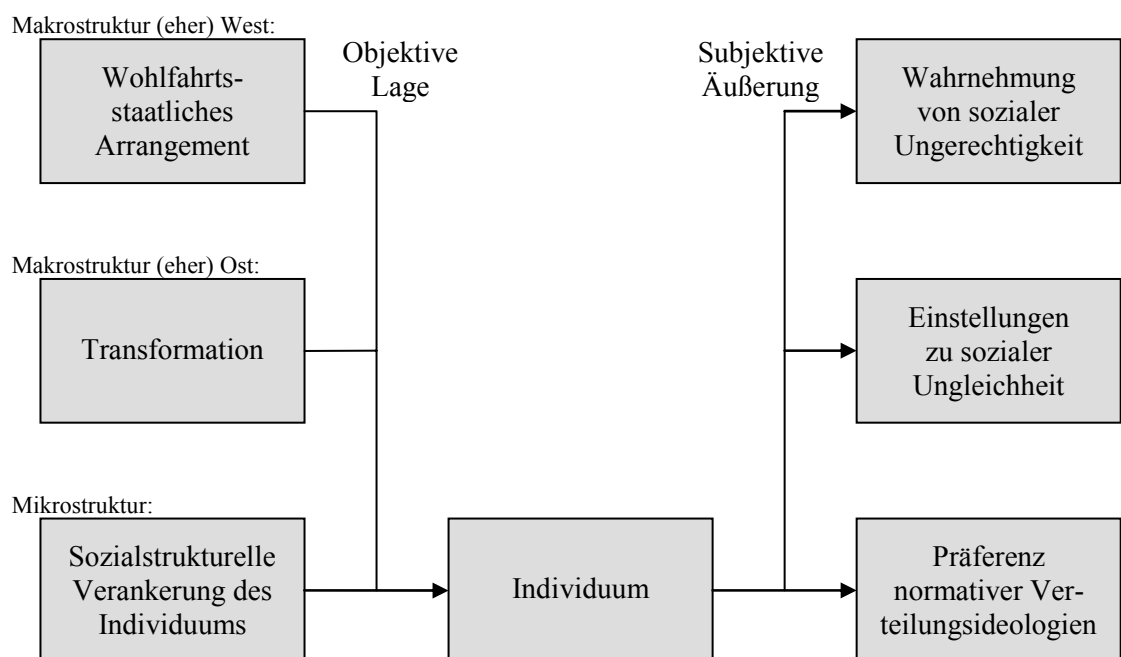 Makrostruktur (eher) West:
Wohlfahrts-
staatliches
Arrangement
Objektive
Lage
Subjektive
Äußerung
Wahrnehmung
von sozialer
Ungerechtigkeit
Makrostruktur (eher) Ost:
Transformation
Einstellungen
zu sozialer
Ungleichheit
Mikrostruktur:
Sozialstrukturelle
Verankerung des
Individuums
Individuum
Präferenz
normativer Ver-
teilungsideologien